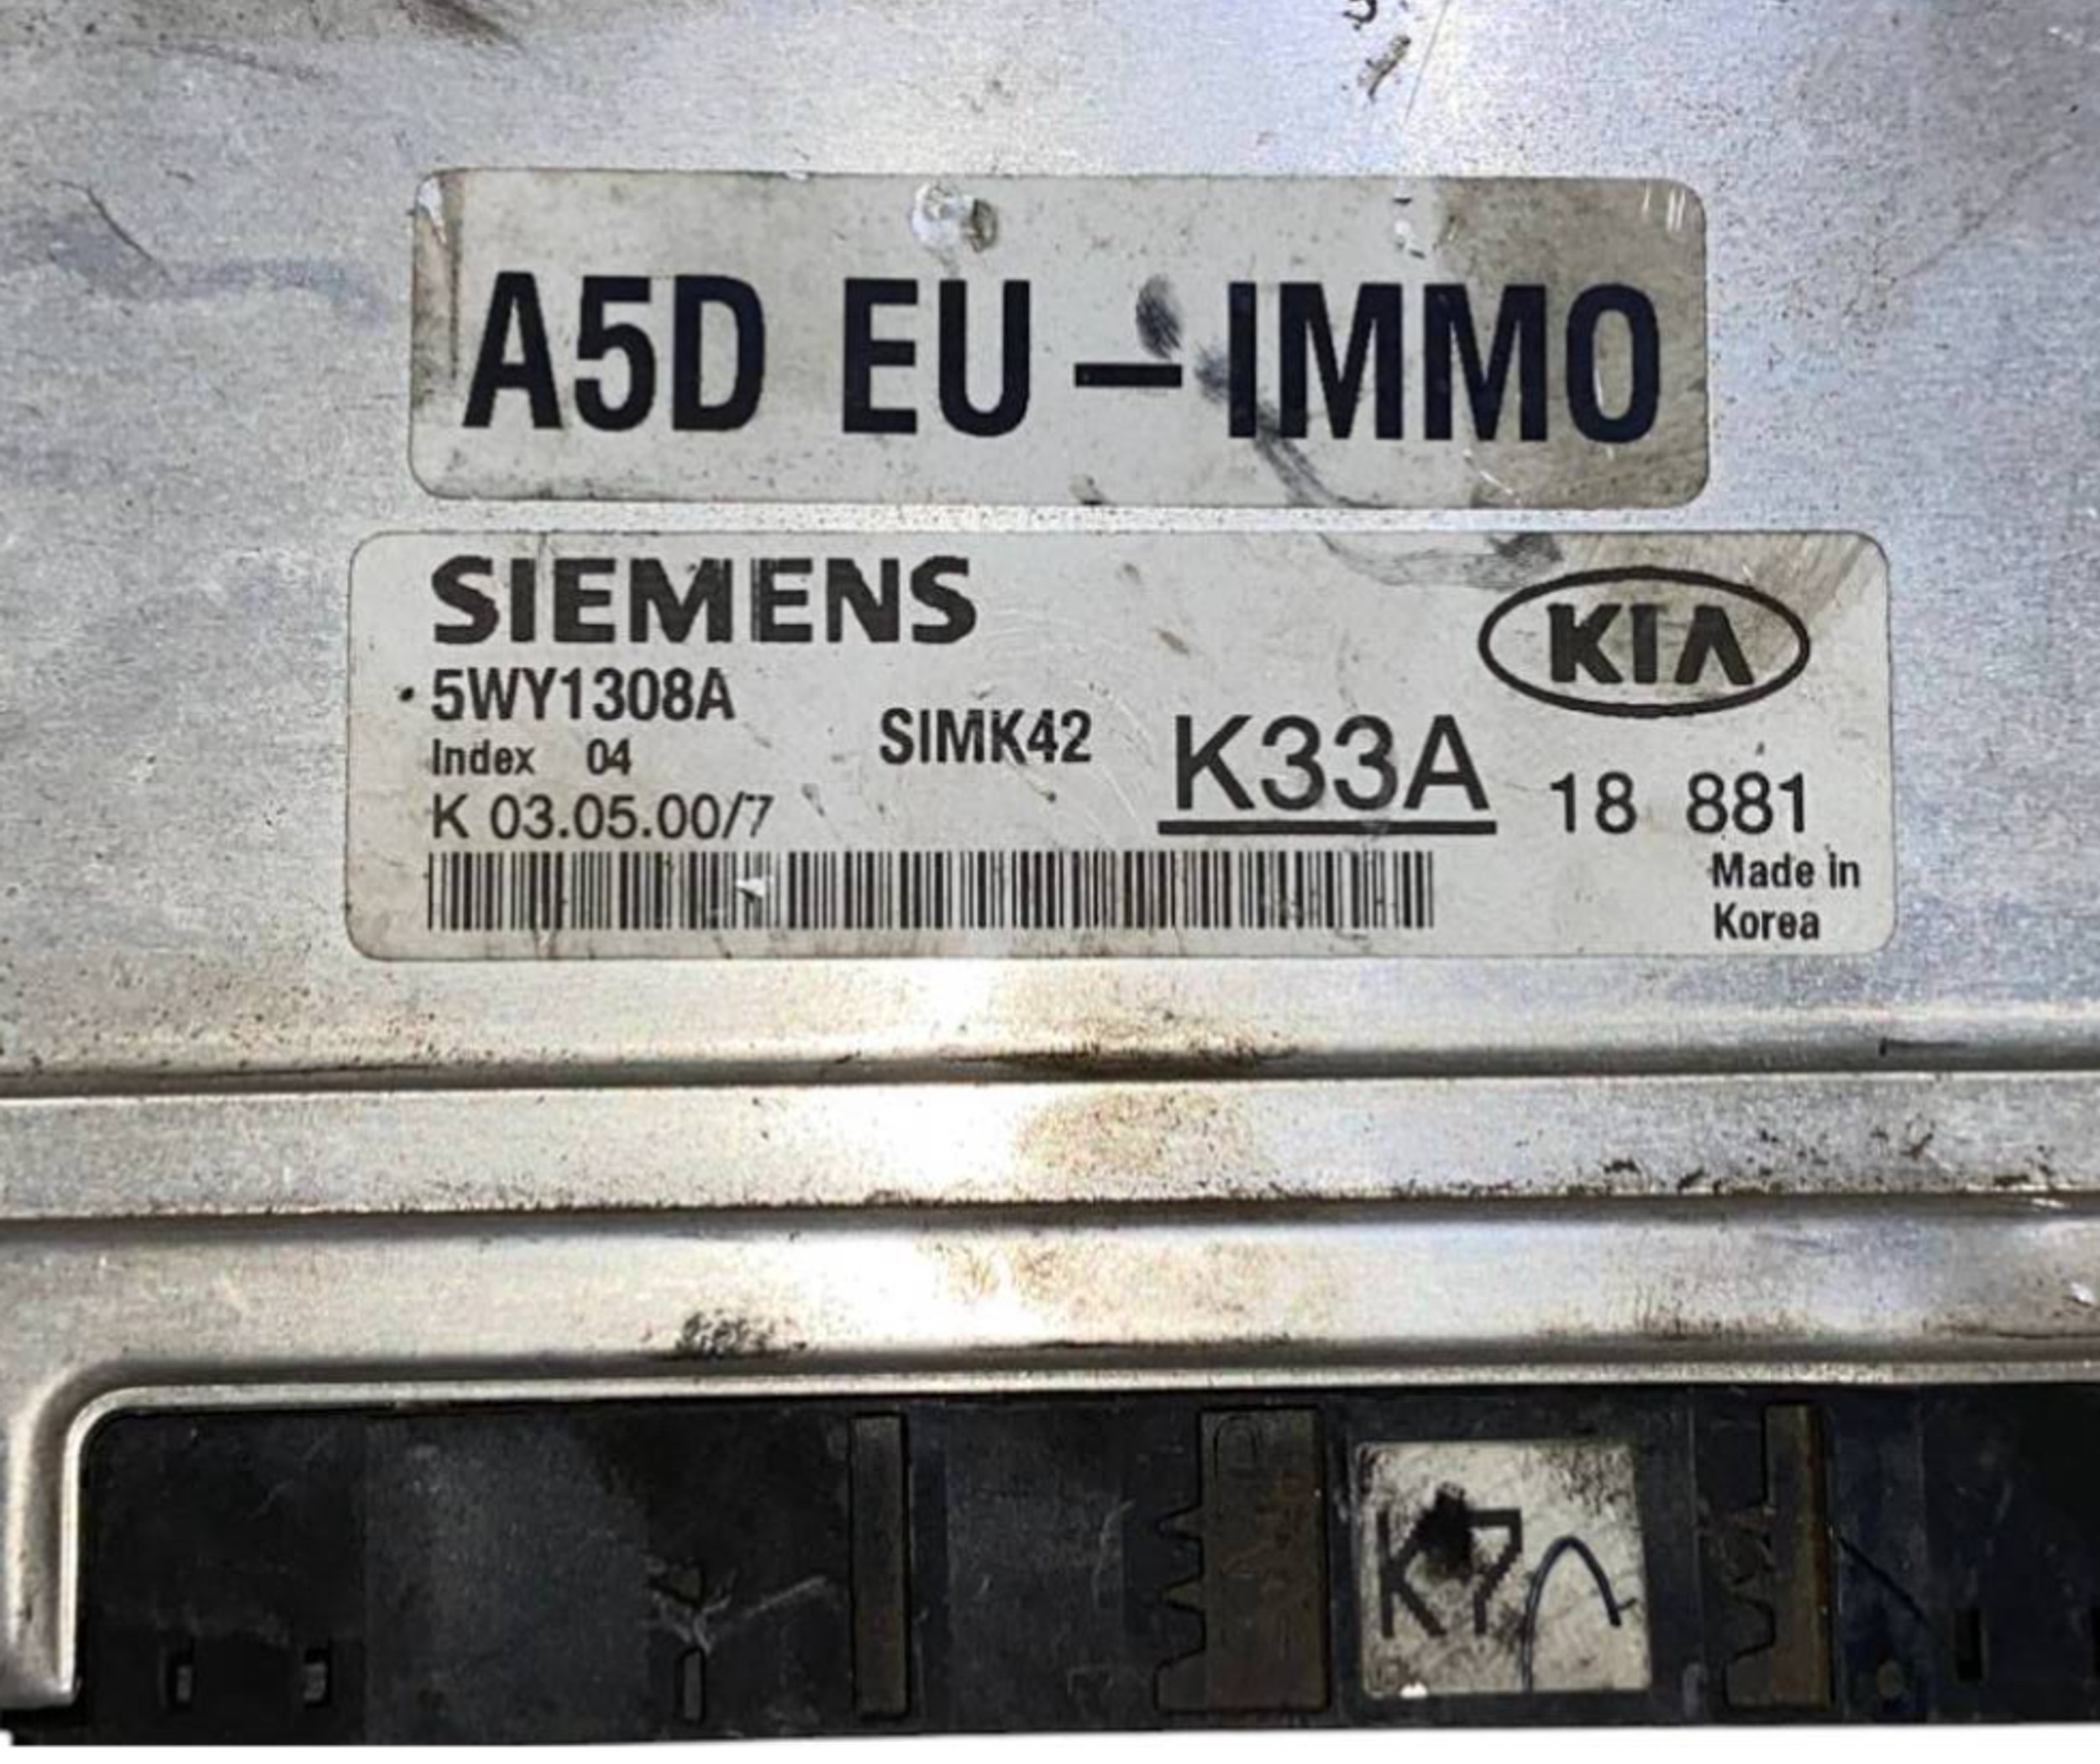 A5D EU – IMMO
SIEMENS
KIA
5WY1308A
SIMK42
K33A
18 881
Index 04
K 03.05.00/7
Made in
Korea
K7